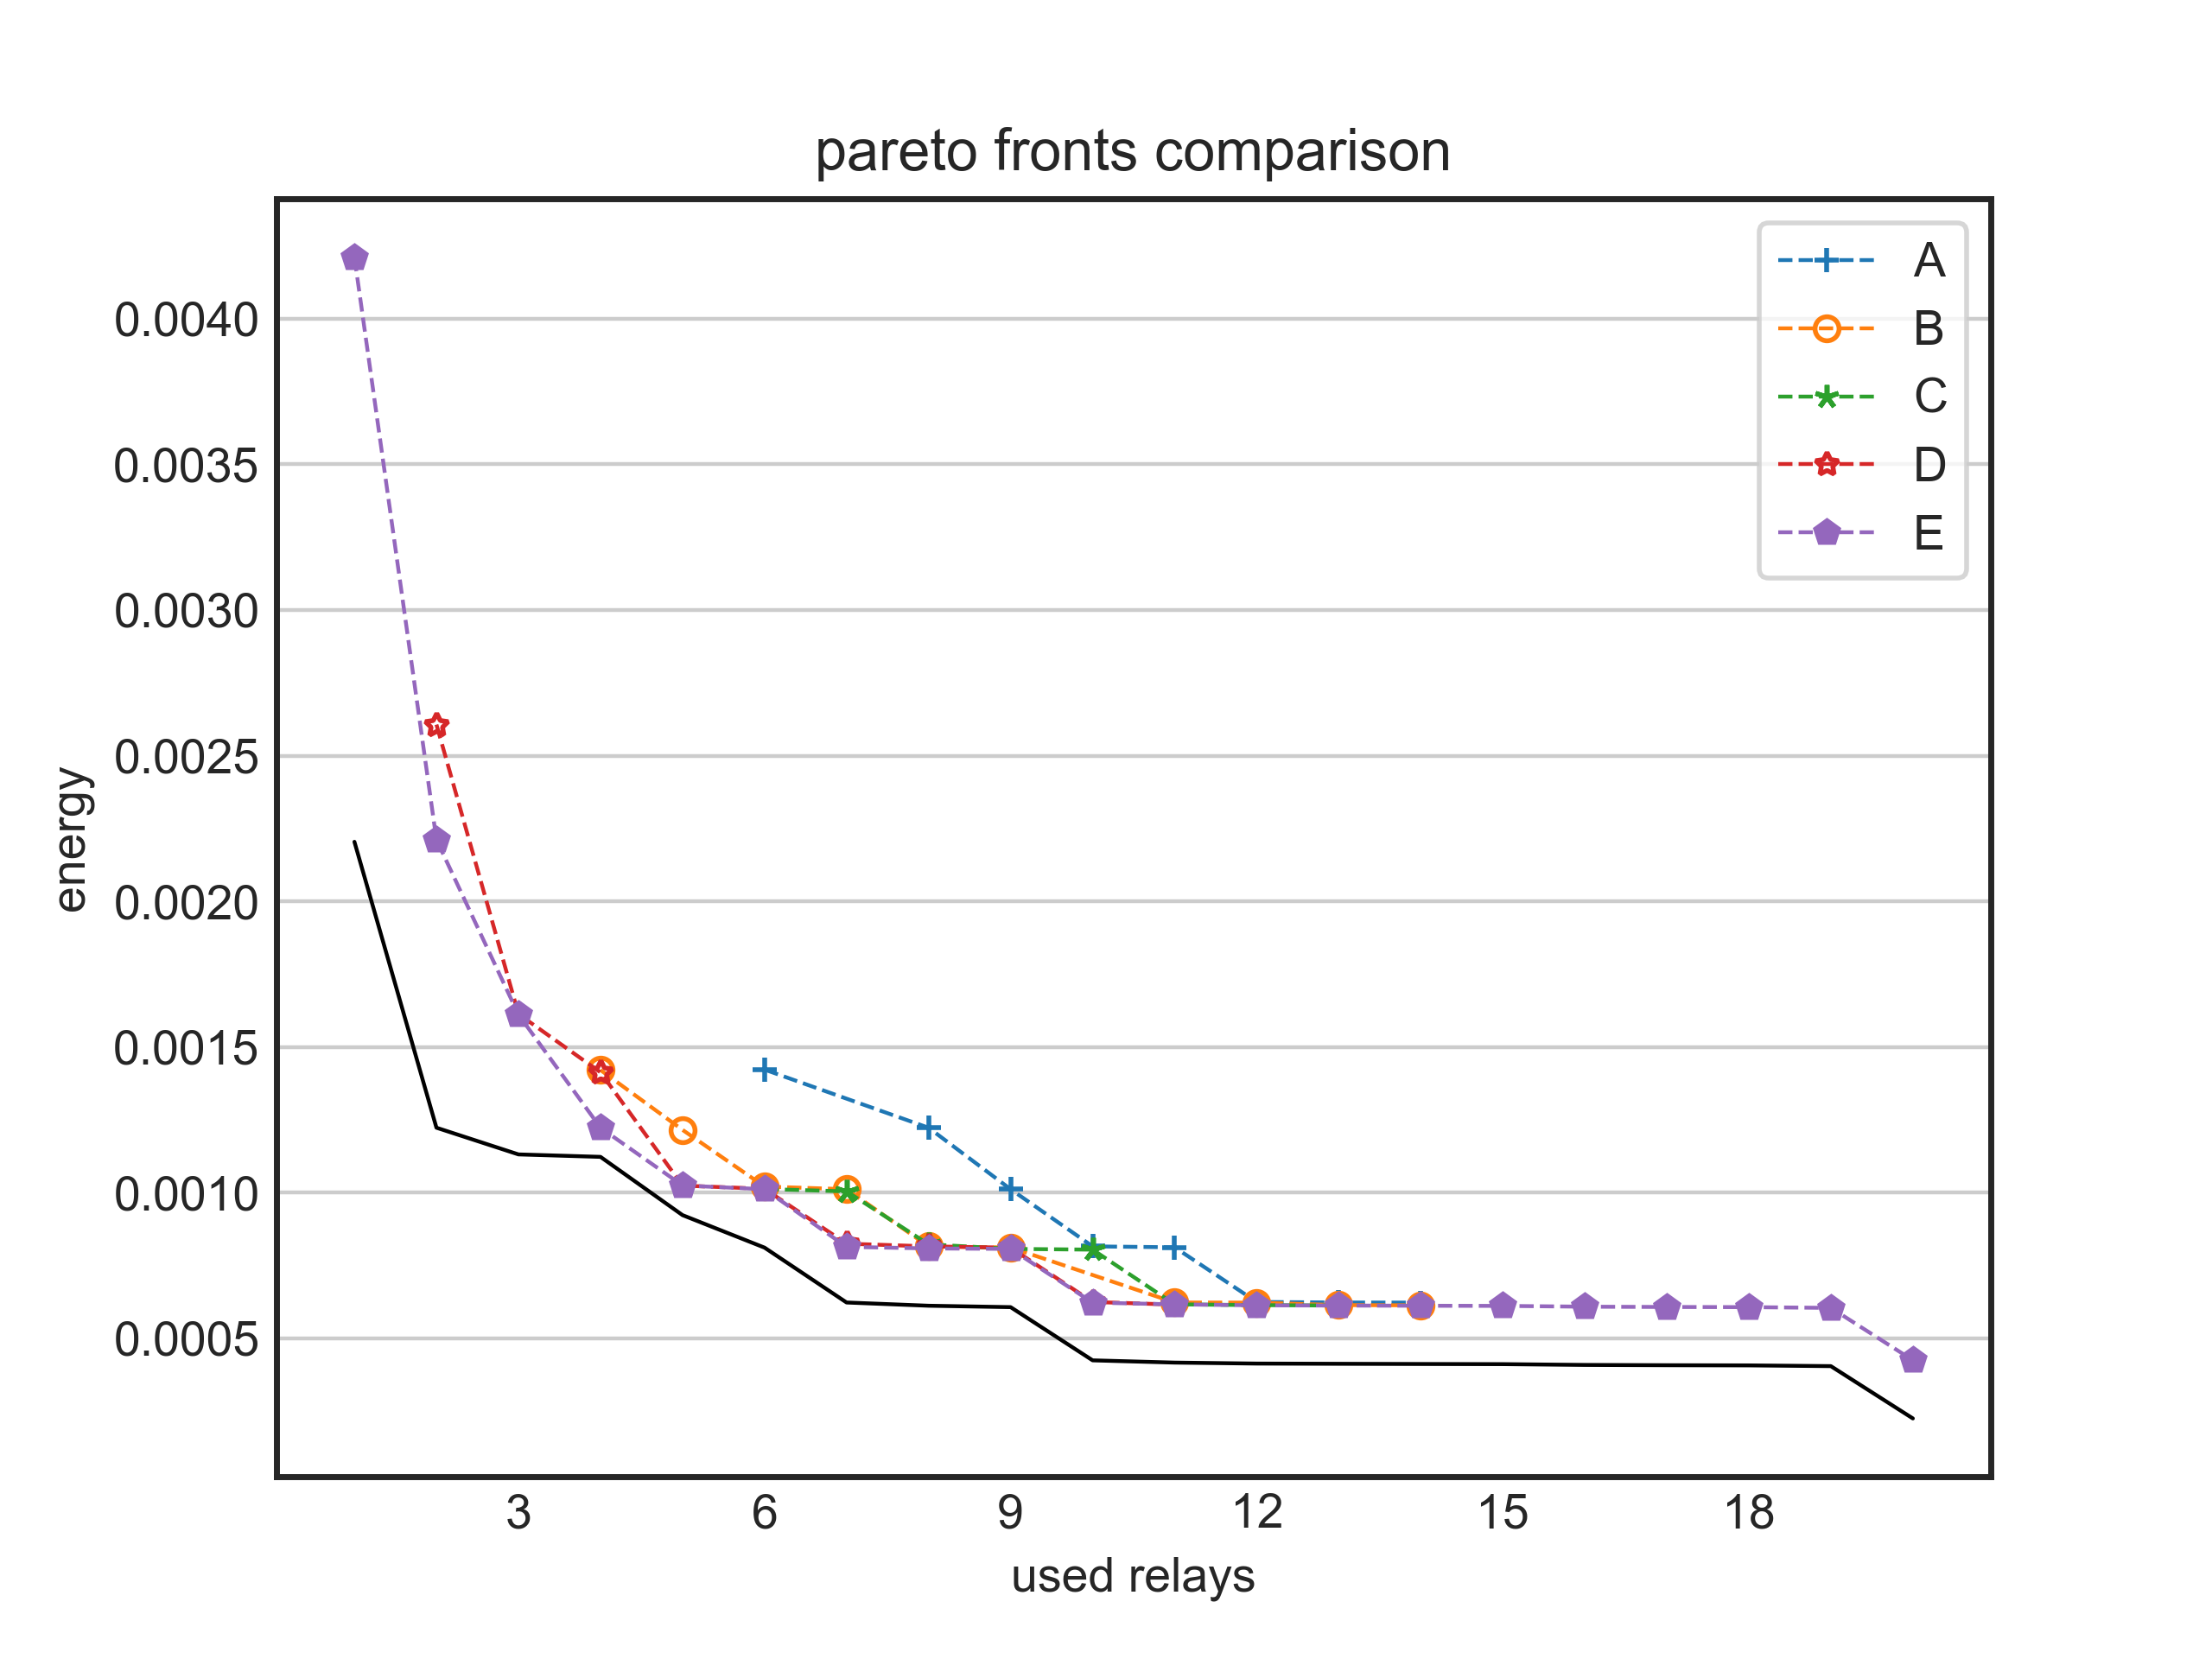 pareto fronts comparison
A
B
C
D
E
0.0040
0.0035
0.0030
0.0025
0.0020
0.0015
0.0010
0.0005
energy
3 6 9 12 15 18
used relays